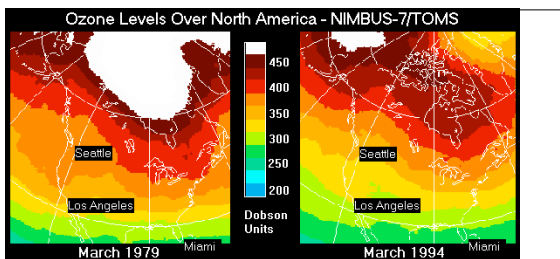 Ozone Levels Over North America - NIMBUS-7/TOMS
450
400
350
300
250
200
Dobson
Units
Seattle
Los Angeles
Miami
March 1979
Seattle
Los Angeles
Miami
March 1994